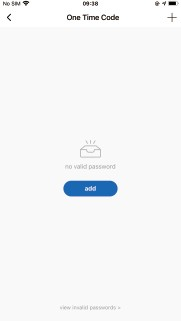 No SIM 09:38
One Time Code
no valid password
add
view invalid passwords >